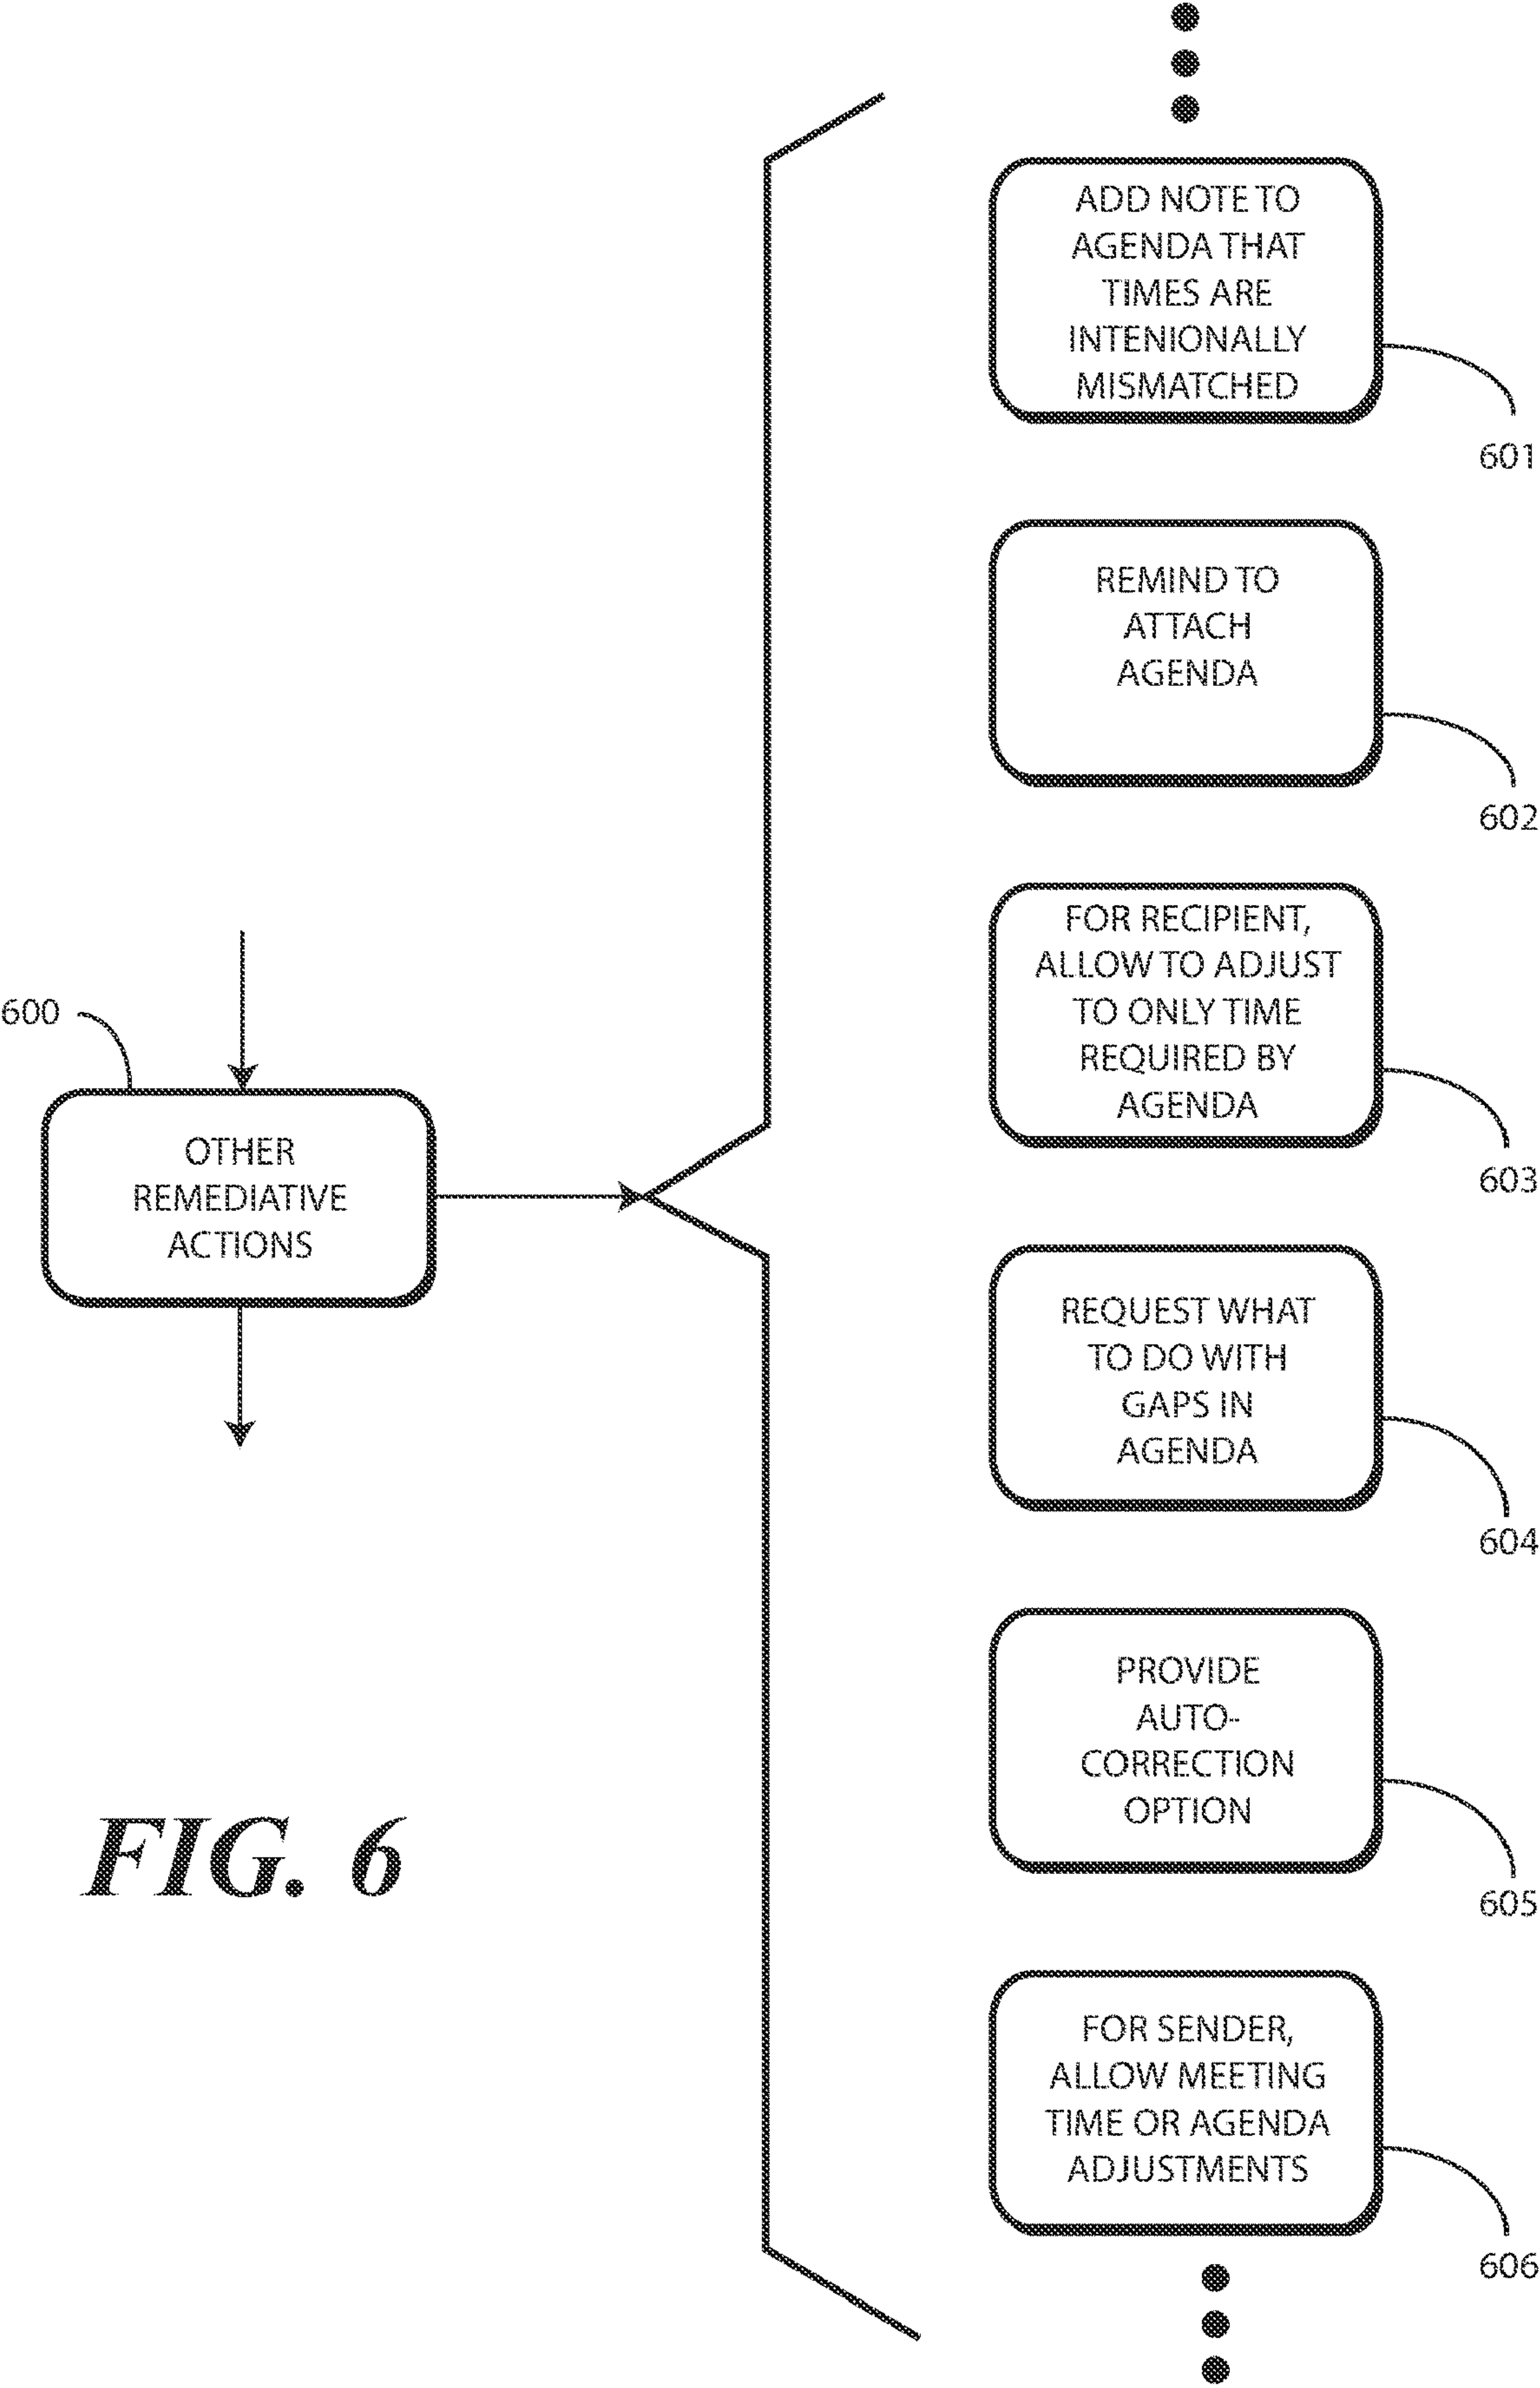 ADD NOTE TO
AGENDA THAT
TIMES ARE
INTENIONALLY
MISMATCHED
601
REMIND TO
ATTACH
AGENDA
602
FOR RECIPIENT,
ALLOW TO ADJUST
TO ONLY TIME
REQUIRED BY
AGENDA
603
600
OTHER
REMEDIATIVE
ACTIONS
REQUEST WHAT
TO DO WITH
GAPS IN
AGENDA
604
PROVIDE
AUTO-
CORRECTION
OPTION
605
FOR SENDER,
ALLOW MEETING
TIME OR AGENDA
ADJUSTMENTS
606
FIG. 6